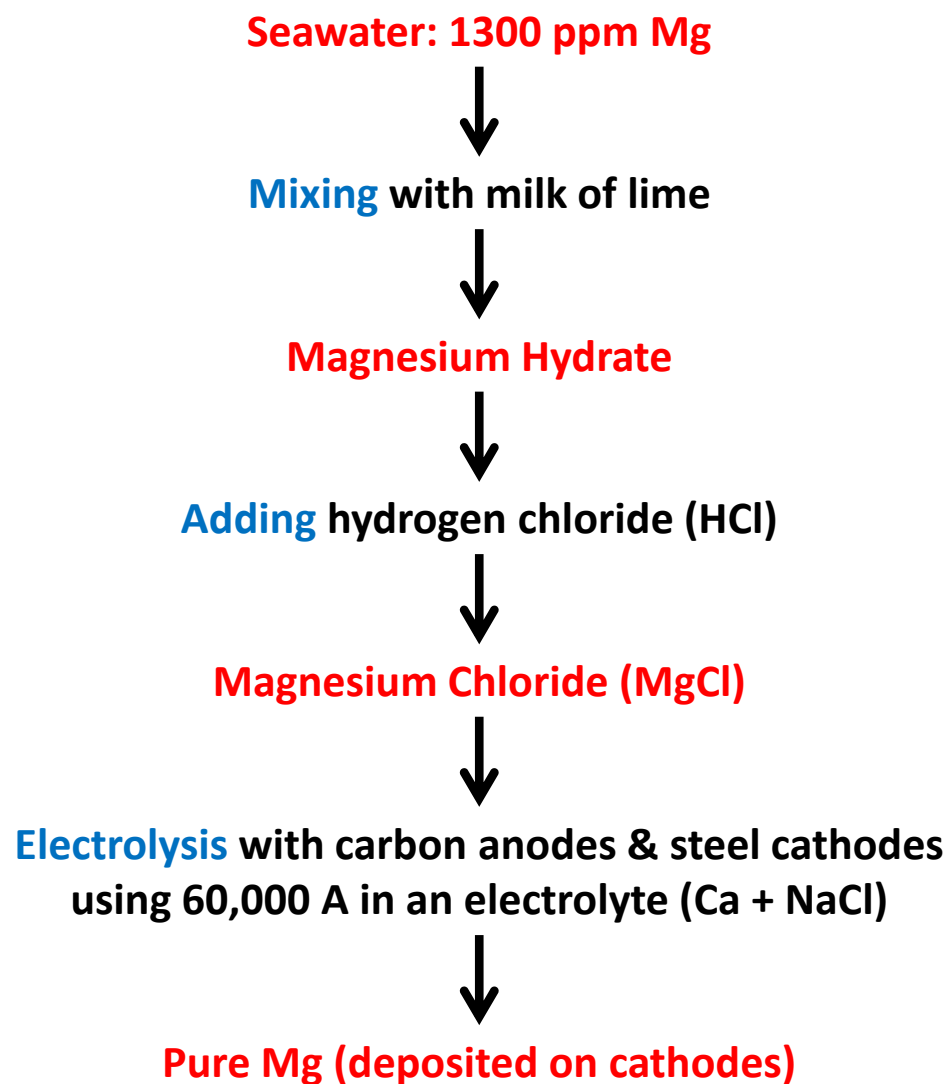 Seawater: 1300 ppm Mg
Mixing with milk of lime
Magnesium Hydrate
Adding hydrogen chloride (HCl)
Magnesium Chloride (MgCl)
Electrolysis with carbon anodes & steel cathodes
using 60,000 A in an electrolyte (Ca + NaCl)
Pure Mg (deposited on cathodes)